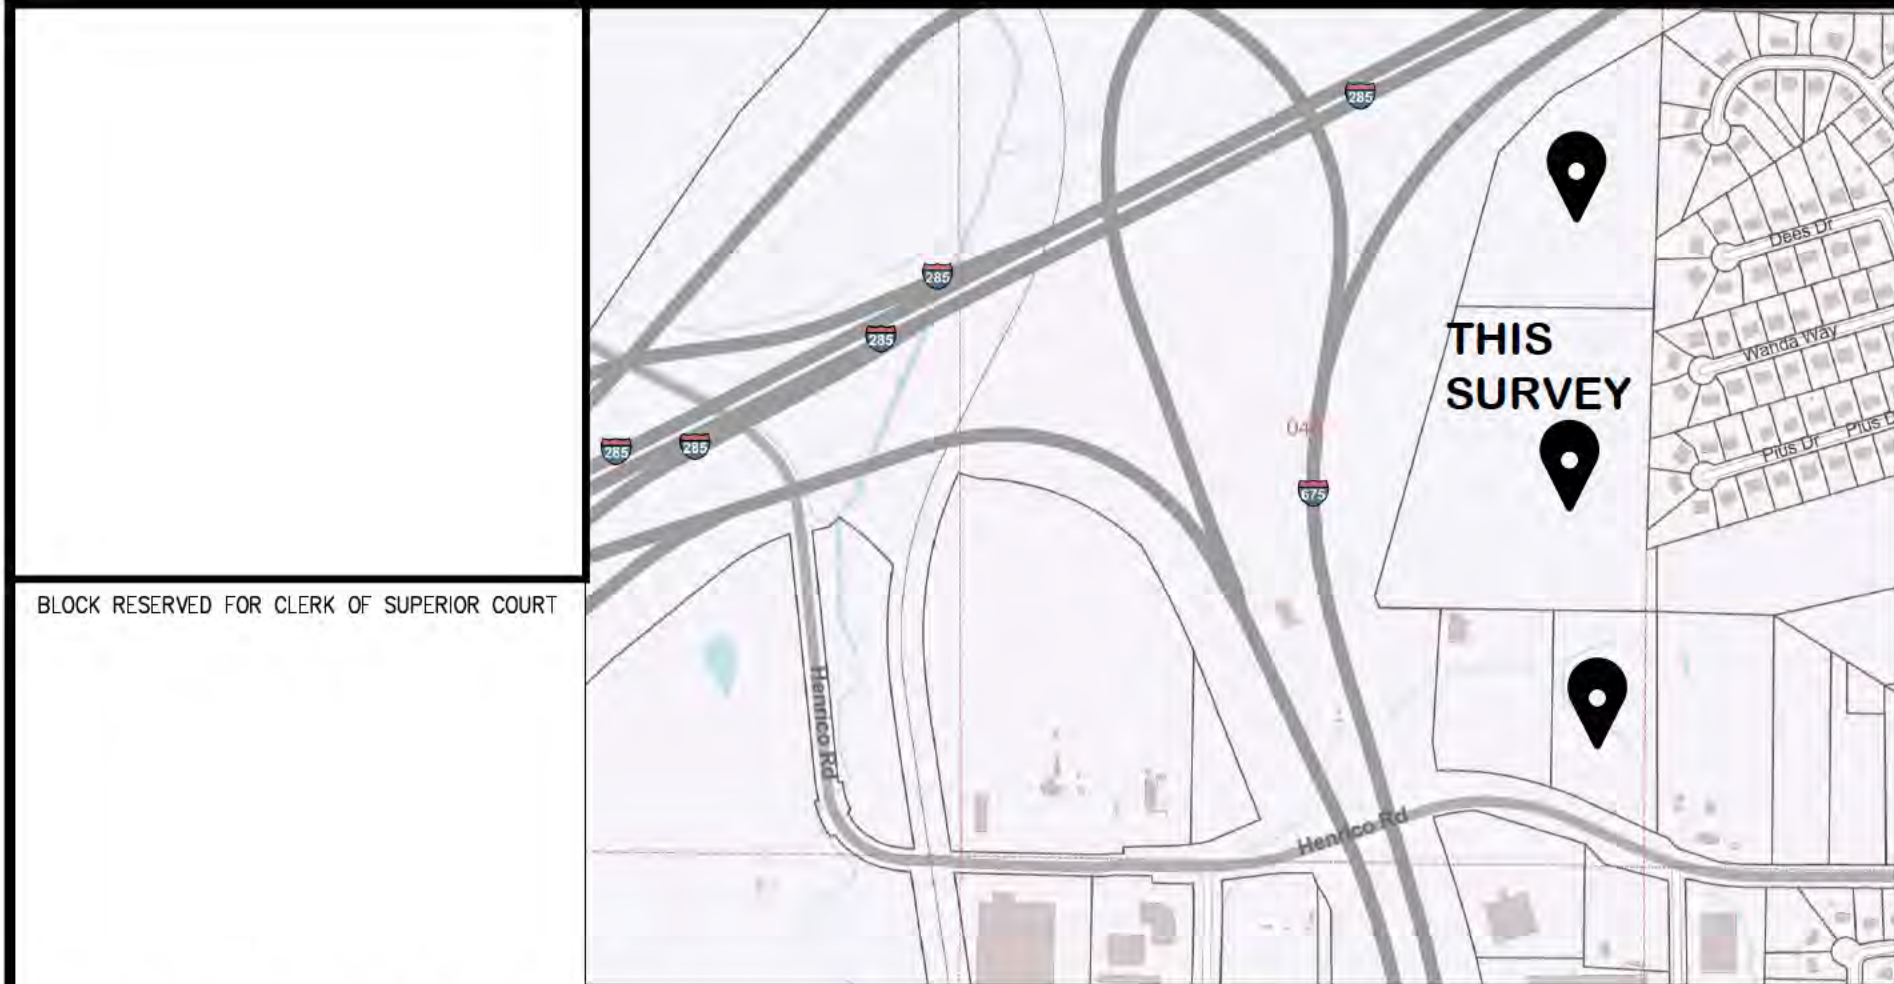 BLOCK RESERVED FOR CLERK OF SUPERIOR COURT
285
285
285
285
285
675
THIS
SURVEY
Dees Dr
Wanda Way
Pius Dr
Pius D
Henrico Rd
Henrico Rd